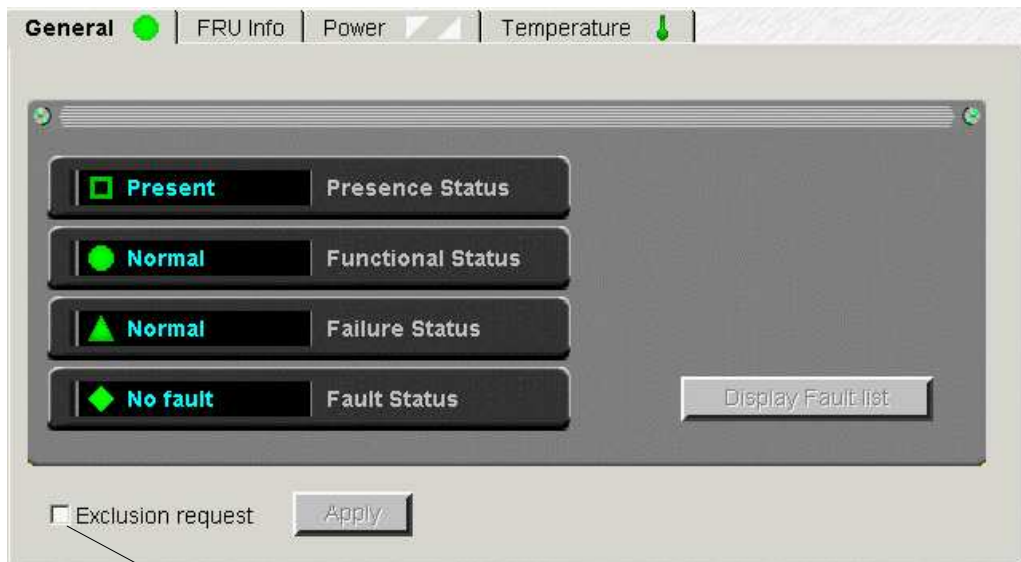 General FRU Info Power Temperature
Present Presence Status
Normal Functional Status
Normal Failure Status
No fault Fault Status
Display Fault list
Exclusion request Apply